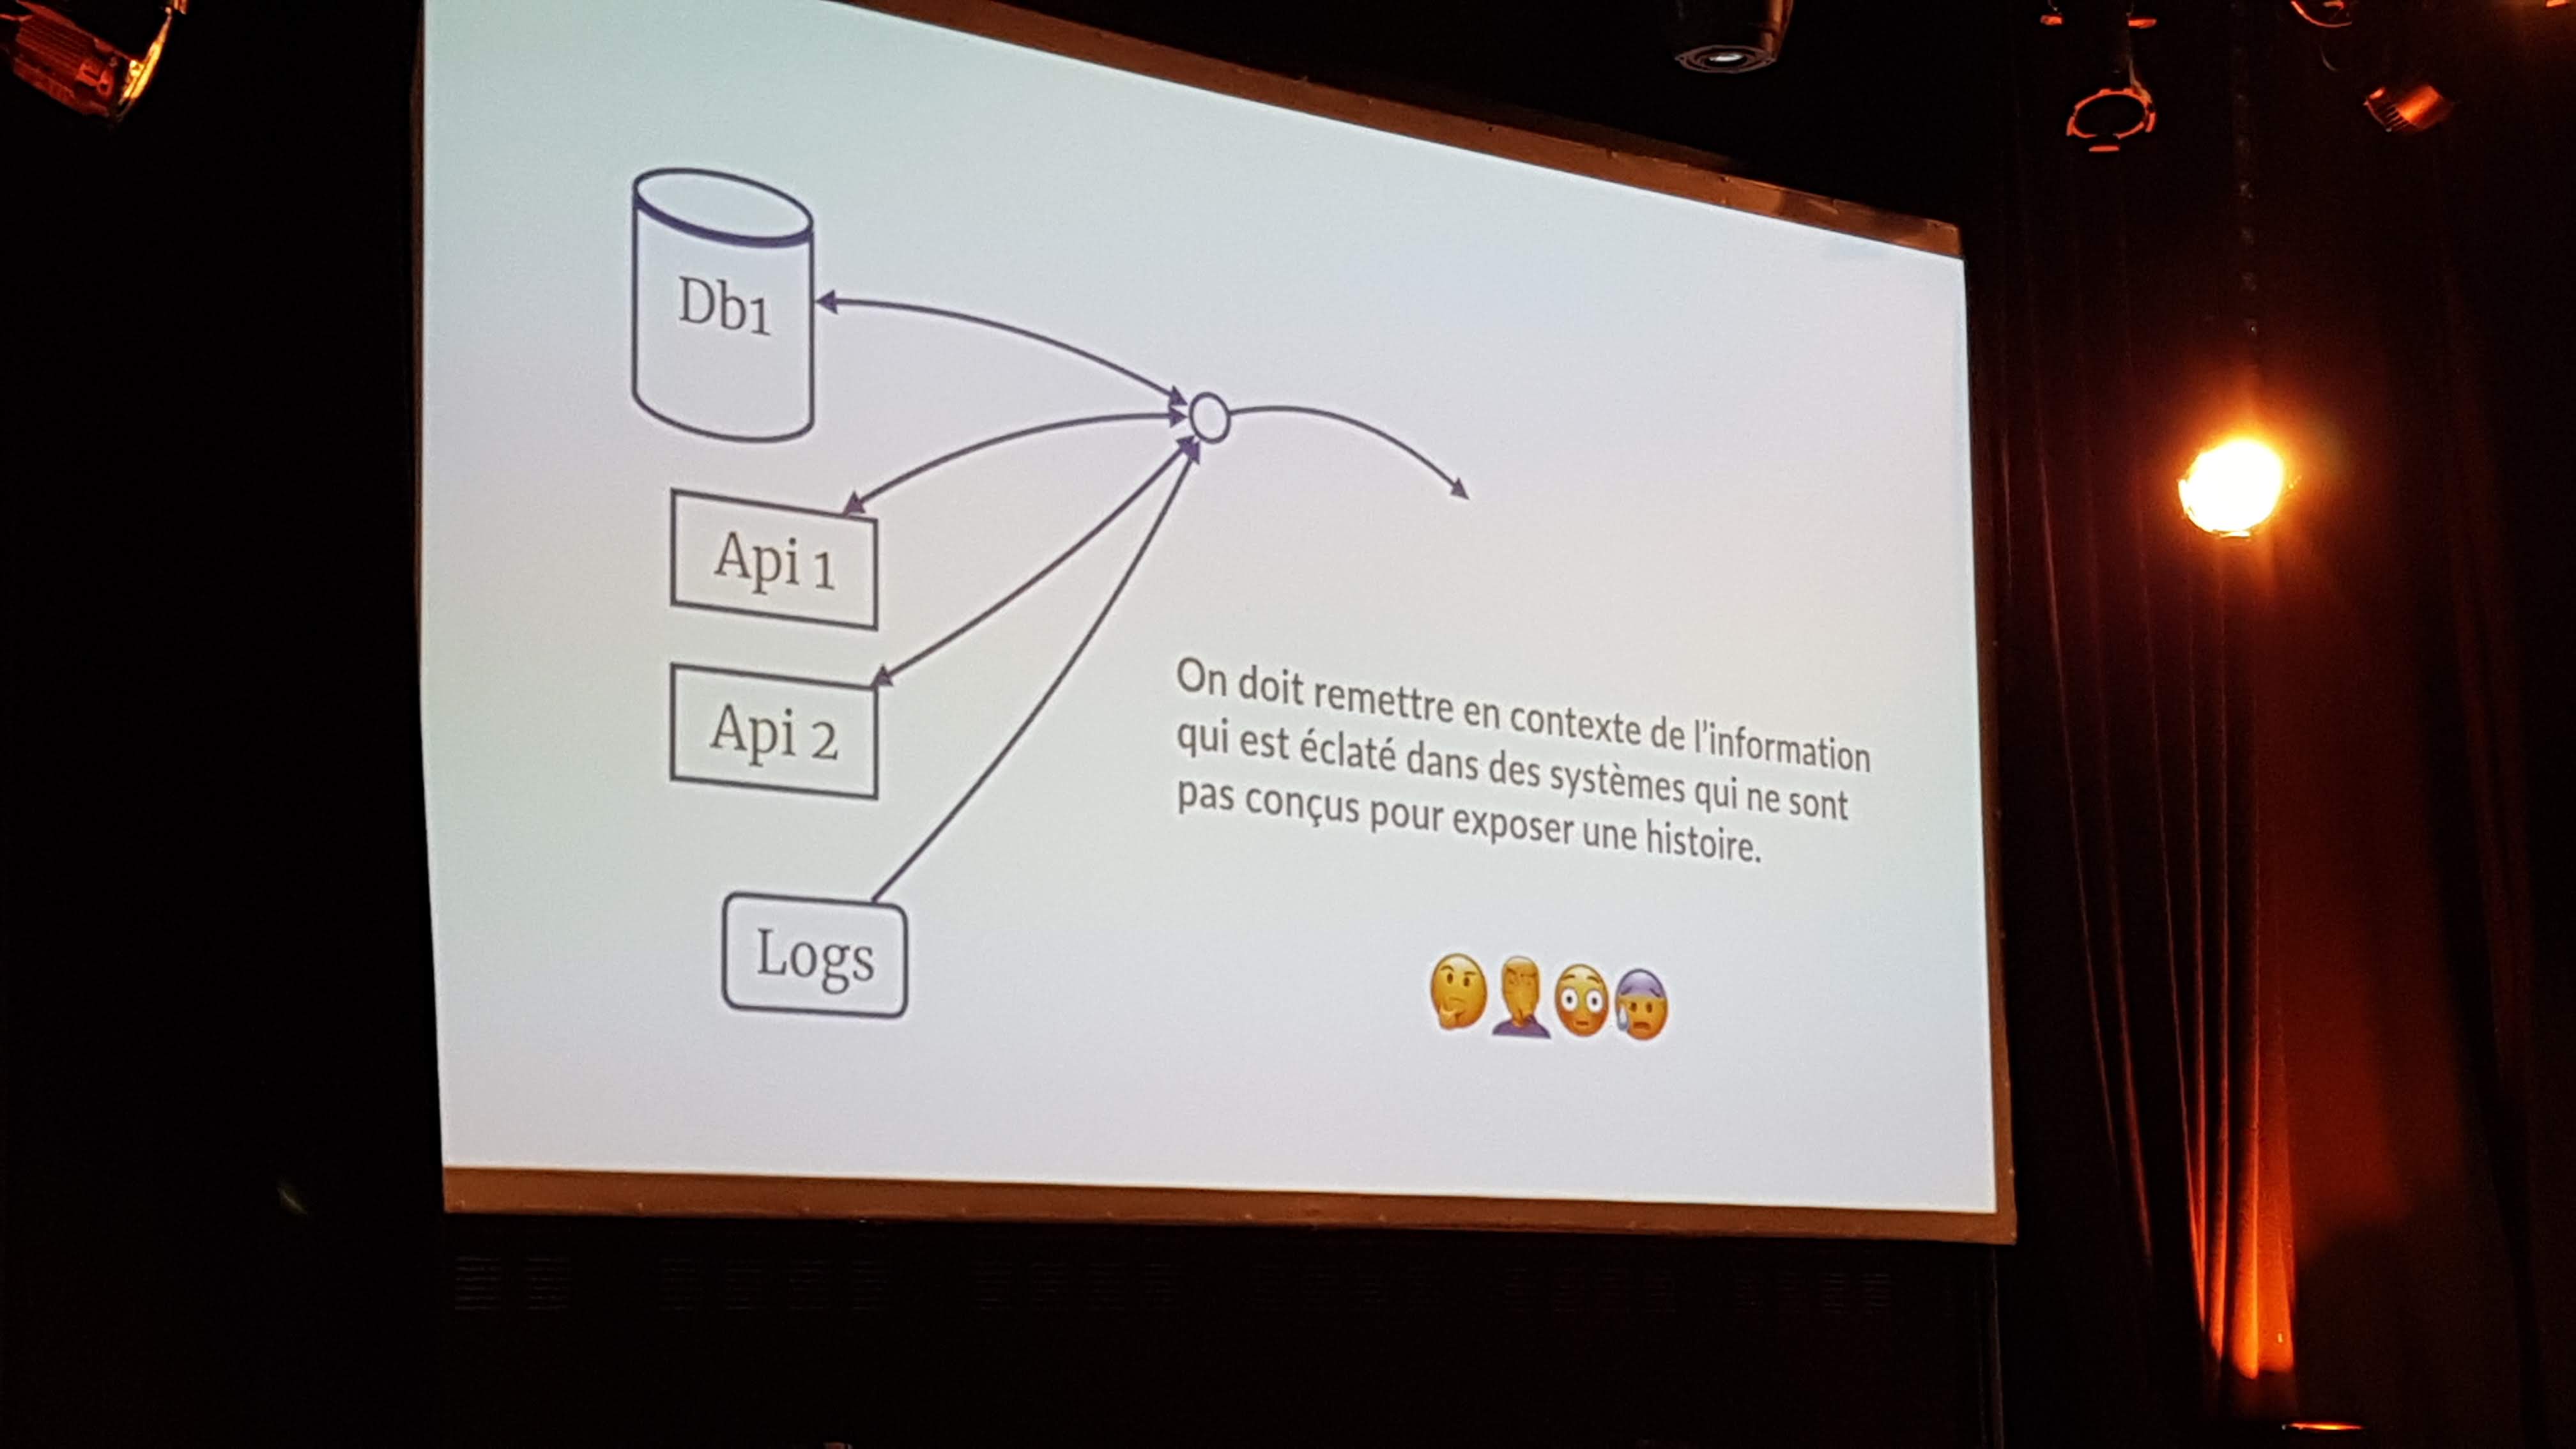 Db1
Api 1
Api 2
Logs
On doit remettre en contexte de l'information
qui est éclaté dans des systèmes qui ne sont
pas conçus pour exposer une histoire.